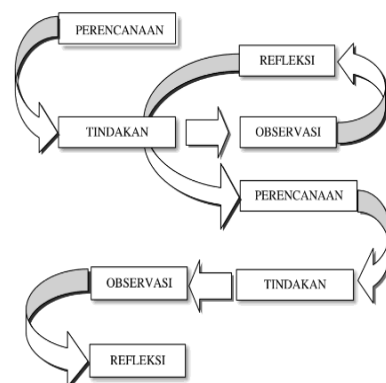 PERENCANAAN
REFLEKSI
TINDAKAN
OBSERVASI
PERENCANAAN
OBSERVASI
TINDAKAN
REFLEKSI